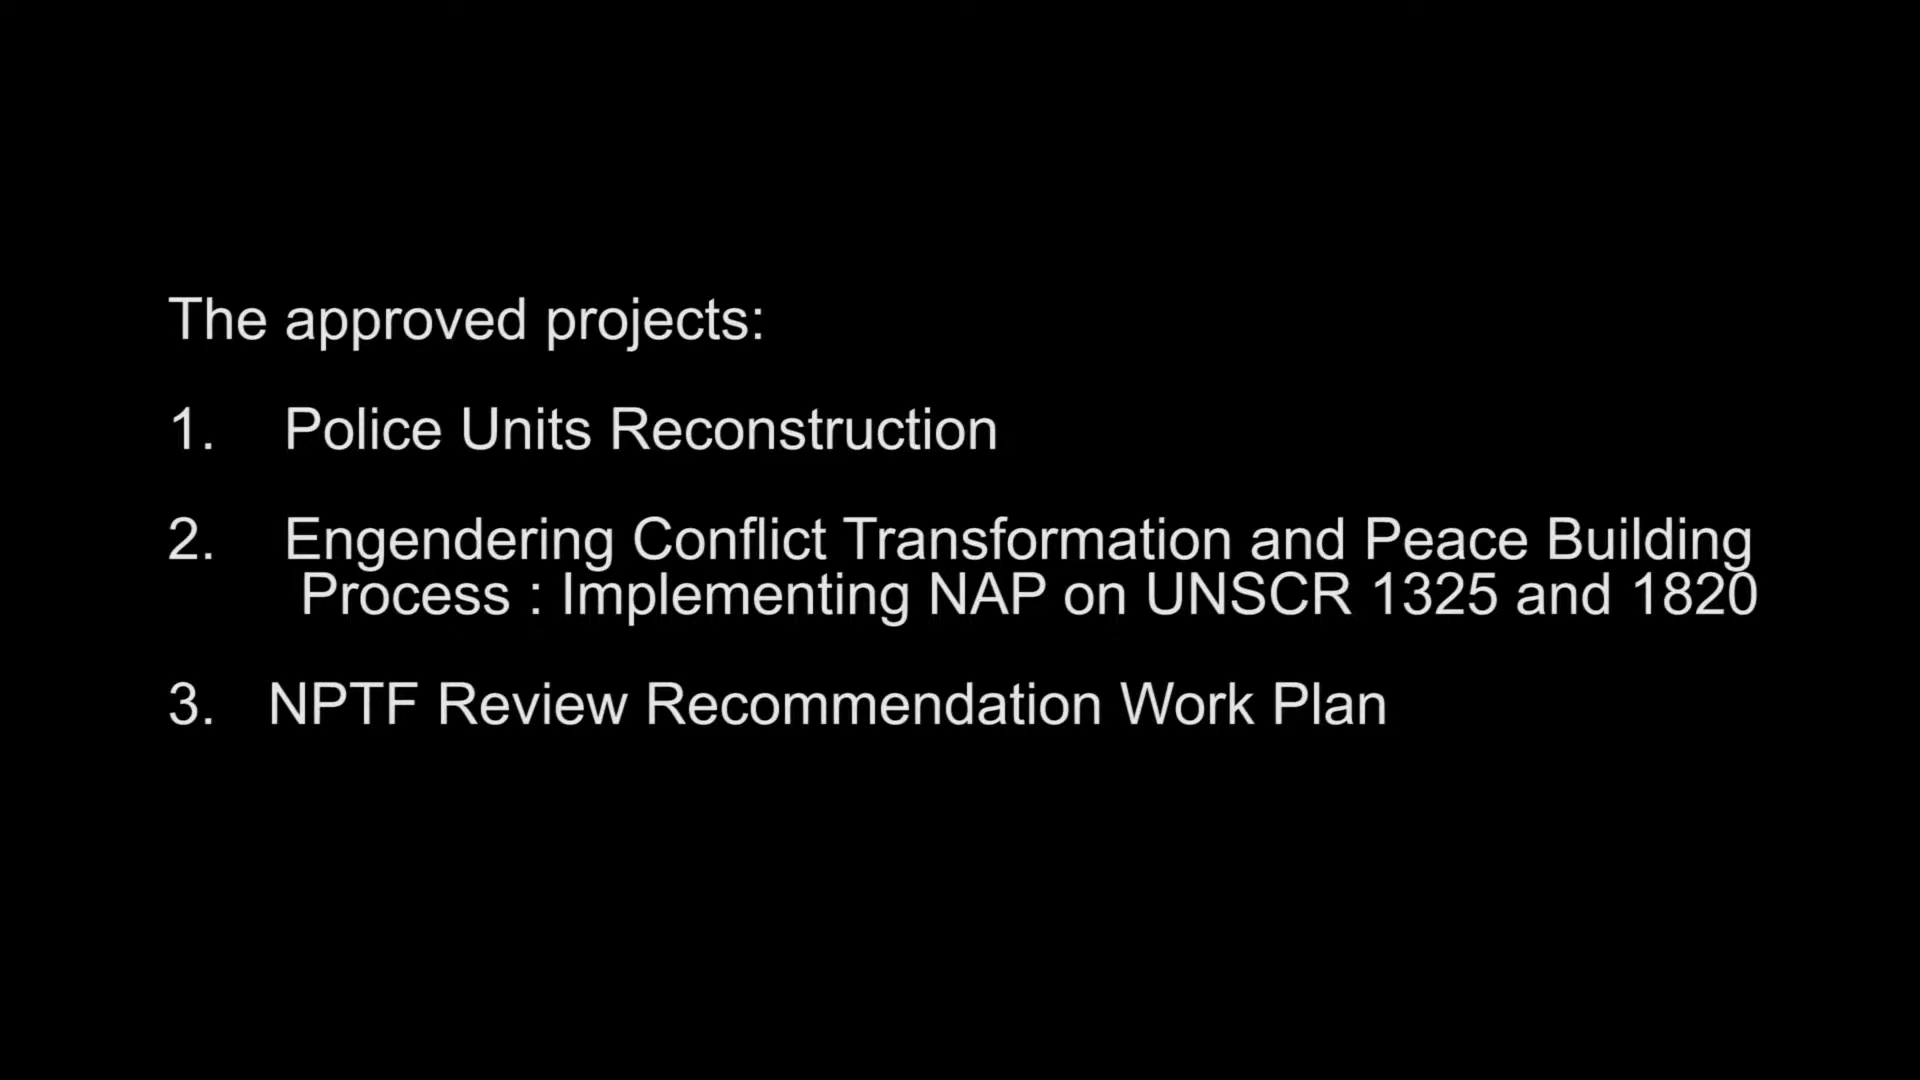 The approved projects:
1. Police Units Reconstruction
2. Engendering Conflict Transformation and Peace Building
Process : Implementing NAP on UNSCR 1325 and 1820
3. NPTF Review Recommendation Work Plan